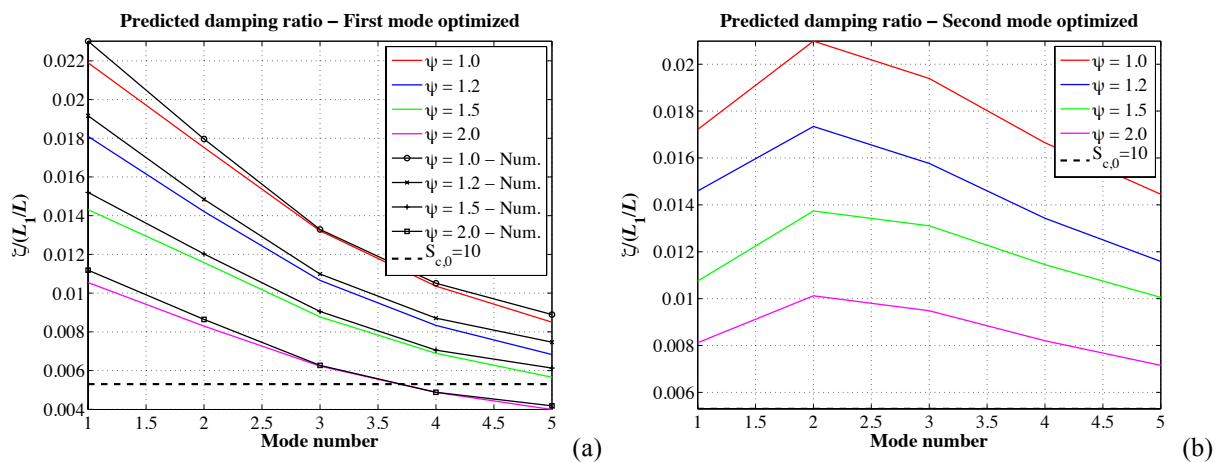 Predicted damping ratio – First mode optimized
ζ/(L₁/L)
0.022
0.02
0.018
0.016
0.014
0.012
0.01
0.008
0.006
0.004
ψ = 1.0
ψ = 1.2
ψ = 1.5
ψ = 2.0
ψ = 1.0 – Num.
ψ = 1.2 – Num.
ψ = 1.5 – Num.
ψ = 2.0 – Num.
S_c,0=10
1 1.5 2 2.5 3 3.5 4 4.5 5
Mode number
(a)
Predicted damping ratio – Second mode optimized
ζ/(L₁/L)
0.02
0.018
0.016
0.014
0.012
0.01
0.008
0.006
ψ = 1.0
ψ = 1.2
ψ = 1.5
ψ = 2.0
S_c,0=10
1 1.5 2 2.5 3 3.5 4 4.5 5
Mode number
(b)